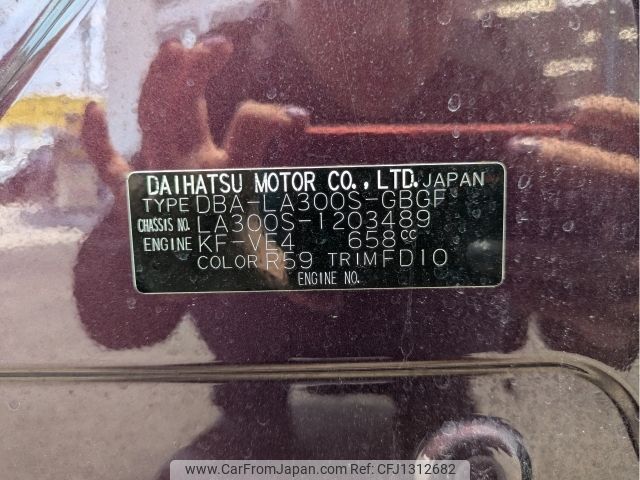 DAIHATSU MOTOR CO., LTD. JAPAN
TYPE DBA-LA300S-GBGF
CHASSIS NO. LA300S-1203489
ENGINE KF-VE4 658CC
COLOR R59 TRIM FD10
ENGINE NO.
www.CarFromJapan.com | CFJ1312682